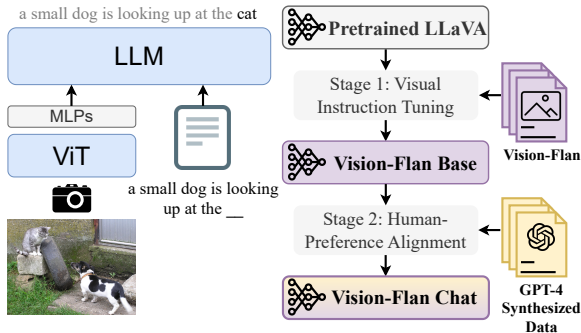 a small dog is looking up at the cat
LLM
MLPs
ViT
a small dog is looking
up at the __
Pretrained LLaVA
Stage 1: Visual
Instruction Tuning
Vision-Flan
Vision-Flan Base
Stage 2: Human-
Preference Alignment
GPT-4
Synthesized
Data
Vision-Flan Chat